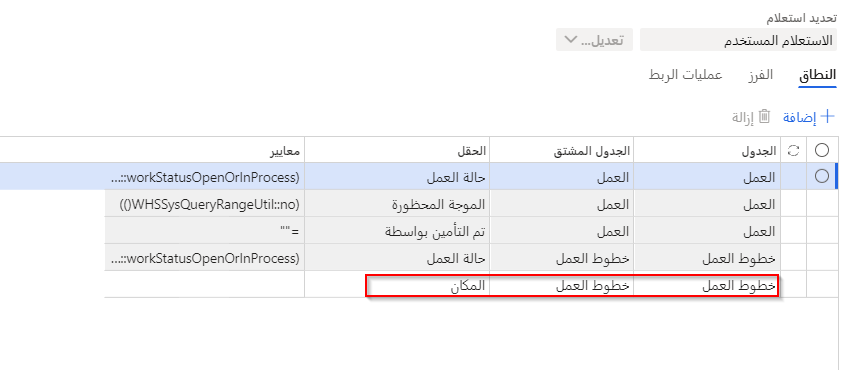 تحديد استعلام
الاستعلام المستخدم تعديل...
النطاق الفرز عمليات الربط
إضافة إزالة
الجدول الجدول المشتق الحقل معايير
العمل العمل حالة العمل (workStatusOpenOrInProcess::...
العمل العمل الموجة المحظورة (WHSSysQueryRangeUtil::no())
العمل العمل تم التأمين بواسطة =""
خطوط العمل خطوط العمل حالة العمل (workStatusOpenOrInProcess::...
خطوط العمل خطوط العمل المكان